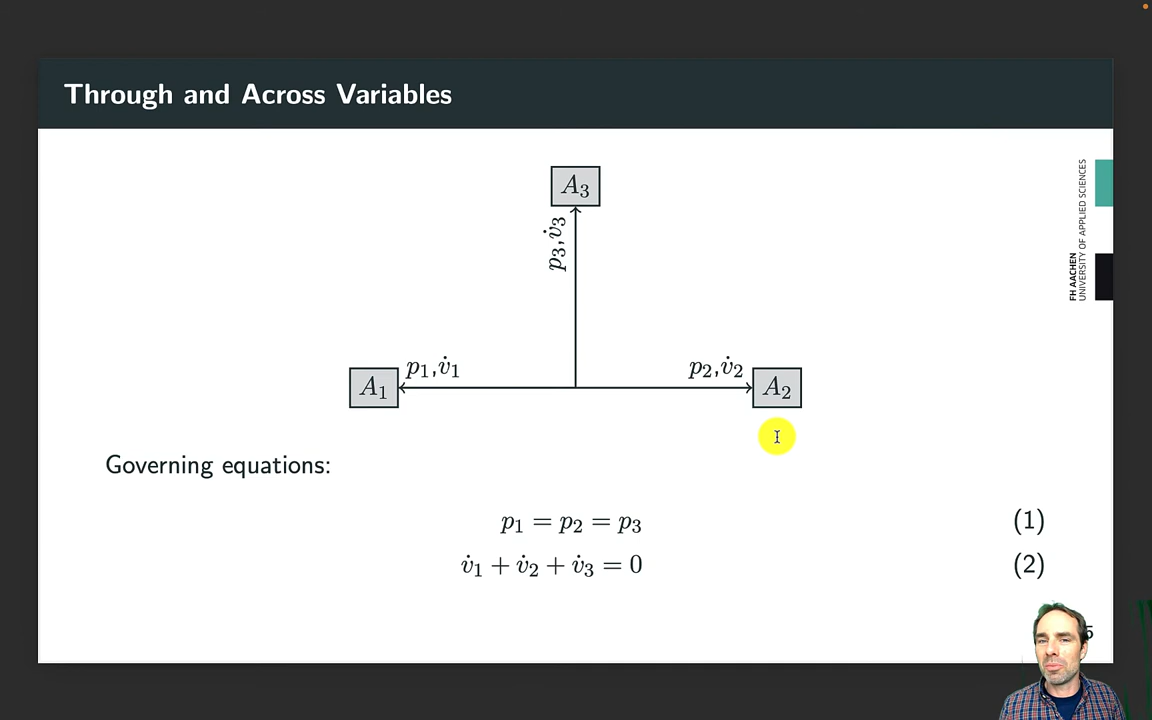 Through and Across Variables
A₃
p₃,v̇₃
FH AACHEN
UNIVERSITY OF APPLIED SCIENCES
p₁,v̇₁
p₂,v̇₂
A₁
A₂
Governing equations:
p₁ = p₂ = p₃ (1)
v̇₁ + v̇₂ + v̇₃ = 0 (2)